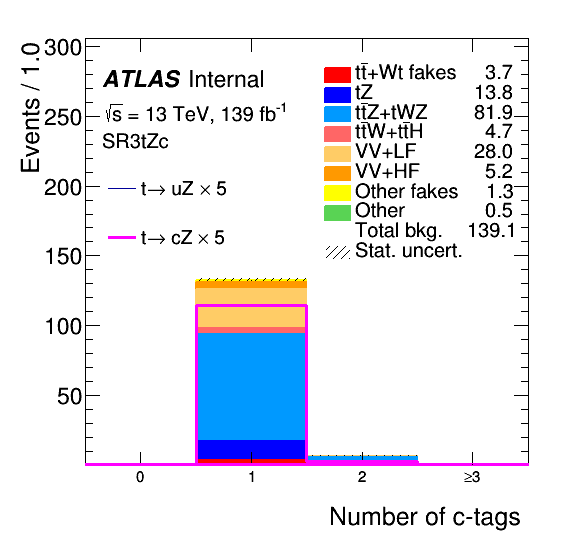 Events / 1.0
300
250
200
150
100
50
ATLAS Internal
√s = 13 TeV, 139 fb⁻¹
SR3tZc
t→ uZ × 5
t→ cZ × 5
tt̄+Wt fakes 3.7
tZ 13.8
tt̄Z+tWZ 81.9
tt̄W+tt̄H 4.7
VV+LF 28.0
VV+HF 5.2
Other fakes 1.3
Other 0.5
Total bkg. 139.1
Stat. uncert.
0 1 2 ≥3
Number of c-tags